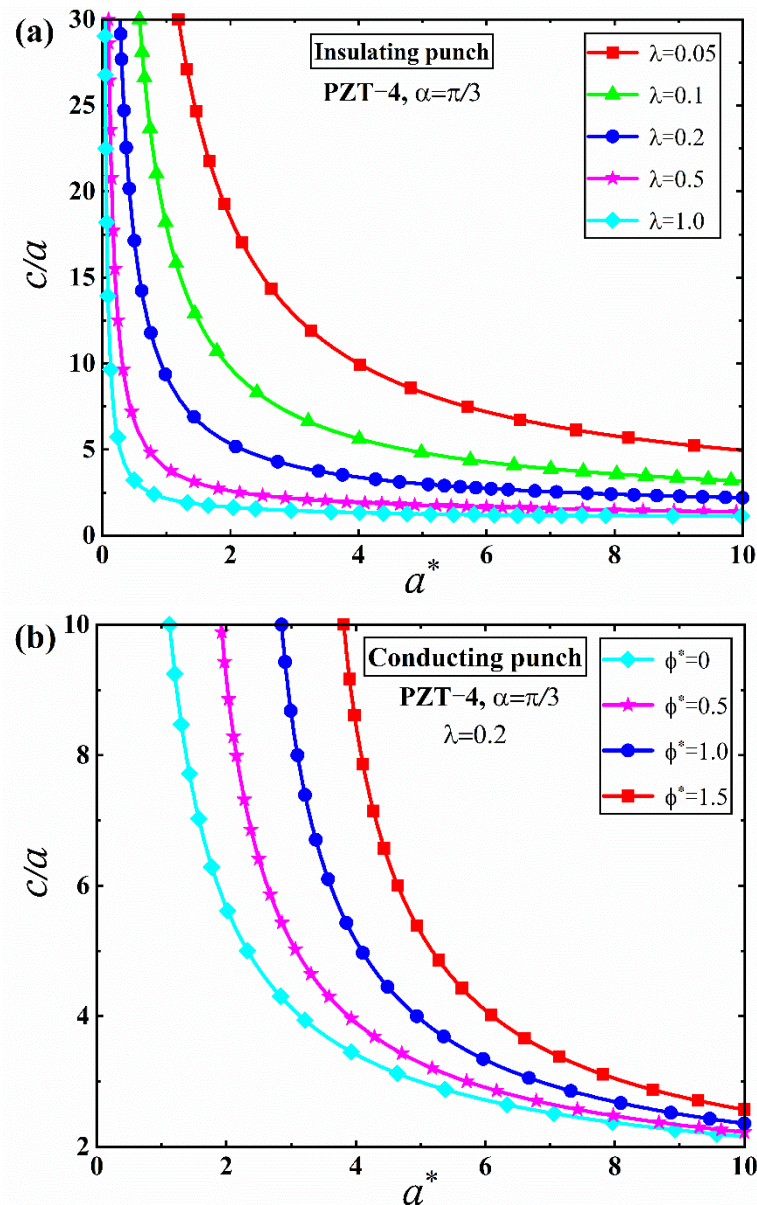 (a)
Insulating punch
PZT−4, α=π/3
λ=0.05
λ=0.1
λ=0.2
λ=0.5
λ=1.0
30
25
20
15
10
5
0
c/a
0 2 4 6 8 10
a*
(b)
Conducting punch
PZT−4, α=π/3
λ=0.2
ϕ*=0
ϕ*=0.5
ϕ*=1.0
ϕ*=1.5
10
8
6
4
2
c/a
0 2 4 6 8 10
a*